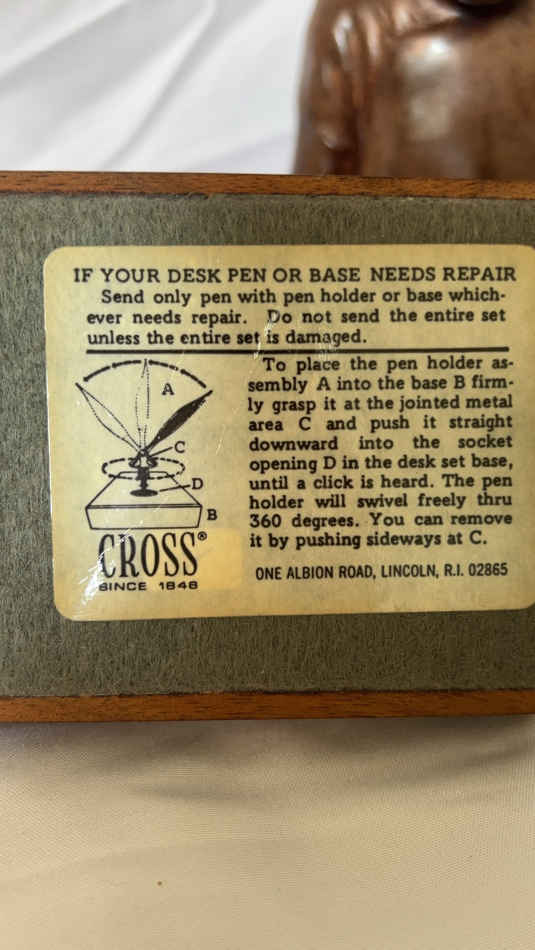 IF YOUR DESK PEN OR BASE NEEDS REPAIR
Send only pen with pen holder or base which-
ever needs repair. Do not send the entire set
unless the entire set is damaged.
To place the pen holder as-
sembly A into the base B firm-
ly grasp it at the jointed metal
area C and push it straight
downward into the socket
opening D in the desk set base,
until a click is heard. The pen
holder will swivel freely thru
360 degrees. You can remove
it by pushing sideways at C.
A
C
D
B
CROSS®
SINCE 1846
ONE ALBION ROAD, LINCOLN, R.I. 02865